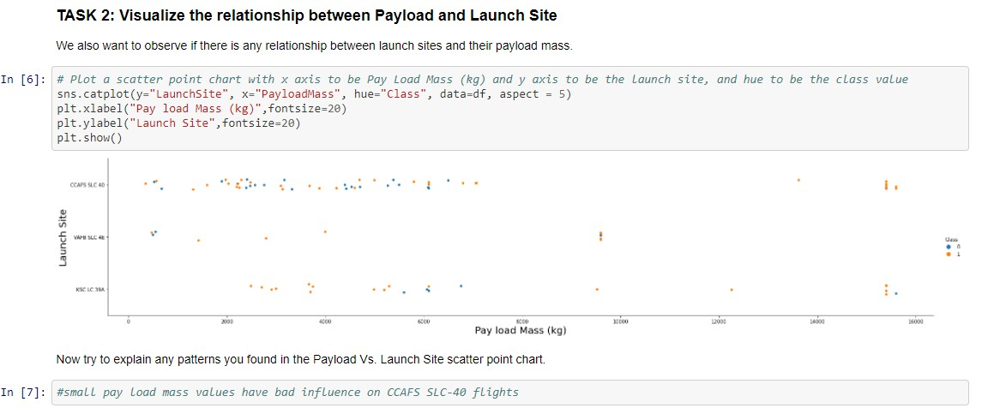 TASK 2: Visualize the relationship between Payload and Launch Site
We also want to observe if there is any relationship between launch sites and their payload mass.
In [6]: # Plot a scatter point chart with x axis to be Pay Load Mass (kg) and y axis to be the launch site, and hue to be the class value
sns.catplot(y="LaunchSite", x="PayloadMass", hue="Class", data=df, aspect = 5)
plt.xlabel("Pay load Mass (kg)",fontsize=20)
plt.ylabel("Launch Site",fontsize=20)
plt.show()
Launch Site
CCAFS SLC 40
VAFB SLC 4E
KSC LC 39A
Class
0
1
0 2000 4000 6000 8000 10000 12000 14000 16000
Pay load Mass (kg)
Now try to explain any patterns you found in the Payload Vs. Launch Site scatter point chart.
In [7]: #small pay load mass values have bad influence on CCAFS SLC-40 flights